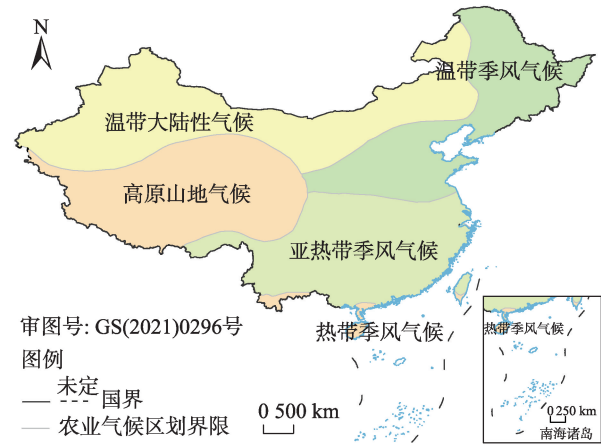 N
温带季风气候
温带大陆性气候
高原山地气候
亚热带季风气候
审图号: GS(2021)0296号
热带季风气候
热带季风气候
图例
未定
国界
农业气候区划界限
0 500 km
0 250 km
南海诸岛